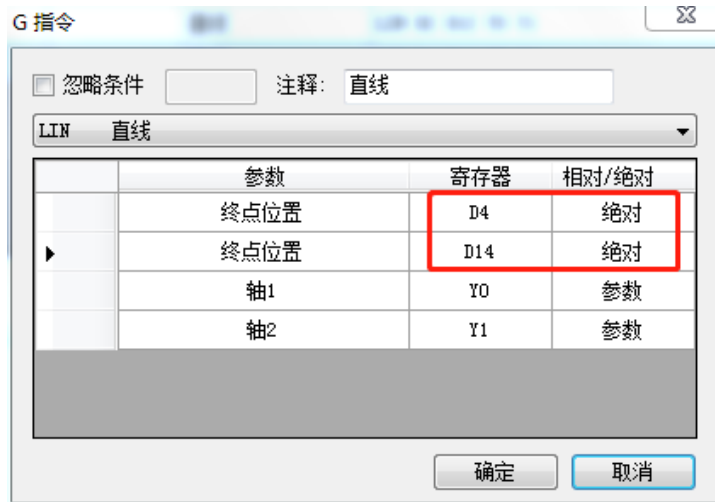 G 指令
忽略条件 注释: 直线
LIN 直线
参数 寄存器 相对/绝对
终点位置 D4 绝对
终点位置 D14 绝对
轴1 Y0 参数
轴2 Y1 参数
确定 取消